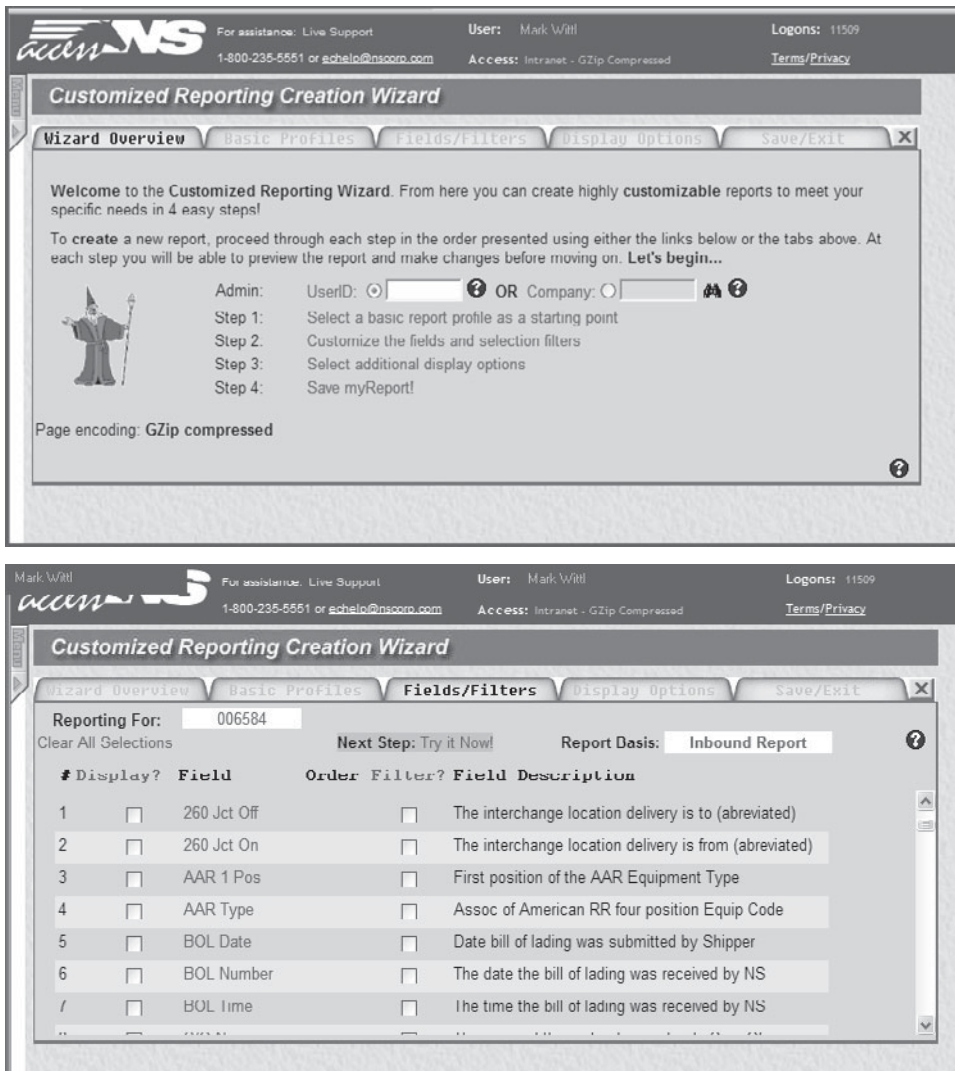 access NS
For assistance: Live Support
1-800-235-5551 or echelp@nscorp.com
User: Mark Wittl
Access: Intranet - GZip Compressed
Logons: 11509
Terms/Privacy
Menu
Customized Reporting Creation Wizard
Wizard Overview Basic Profiles Fields/Filters Display Options Save/Exit X
Welcome to the Customized Reporting Wizard. From here you can create highly customizable reports to meet your
specific needs in 4 easy steps!
To create a new report, proceed through each step in the order presented using either the links below or the tabs above. At
each step you will be able to preview the report and make changes before moving on. Let's begin...
Admin: UserID: ? OR Company: ?
Step 1: Select a basic report profile as a starting point
Step 2. Customize the fields and selection filters
Step 3: Select additional display options
Step 4: Save myReport!
Page encoding: GZip compressed
?
Mark Wittl
access
For assistance: Live Support
1-800-235-5551 or echelp@nscorp.com
User: Mark Wittl
Access: Intranet - GZip Compressed
Logons: 11509
Terms/Privacy
Menu
Customized Reporting Creation Wizard
Wizard Overview Basic Profiles Fields/Filters Display Options Save/Exit X
Reporting For: 006584
Clear All Selections Next Step: Try it Now! Report Basis: Inbound Report ?
# Display? Field Order Filter? Field Description
1 260 Jct Off The interchange location delivery is to (abreviated)
2 260 Jct On The interchange location delivery is from (abreviated)
3 AAR 1 Pos First position of the AAR Equipment Type
4 AAR Type Assoc of American RR four position Equip Code
5 BOL Date Date bill of lading was submitted by Shipper
6 BOL Number The date the bill of lading was received by NS
7 BOL Time The time the bill of lading was received by NS